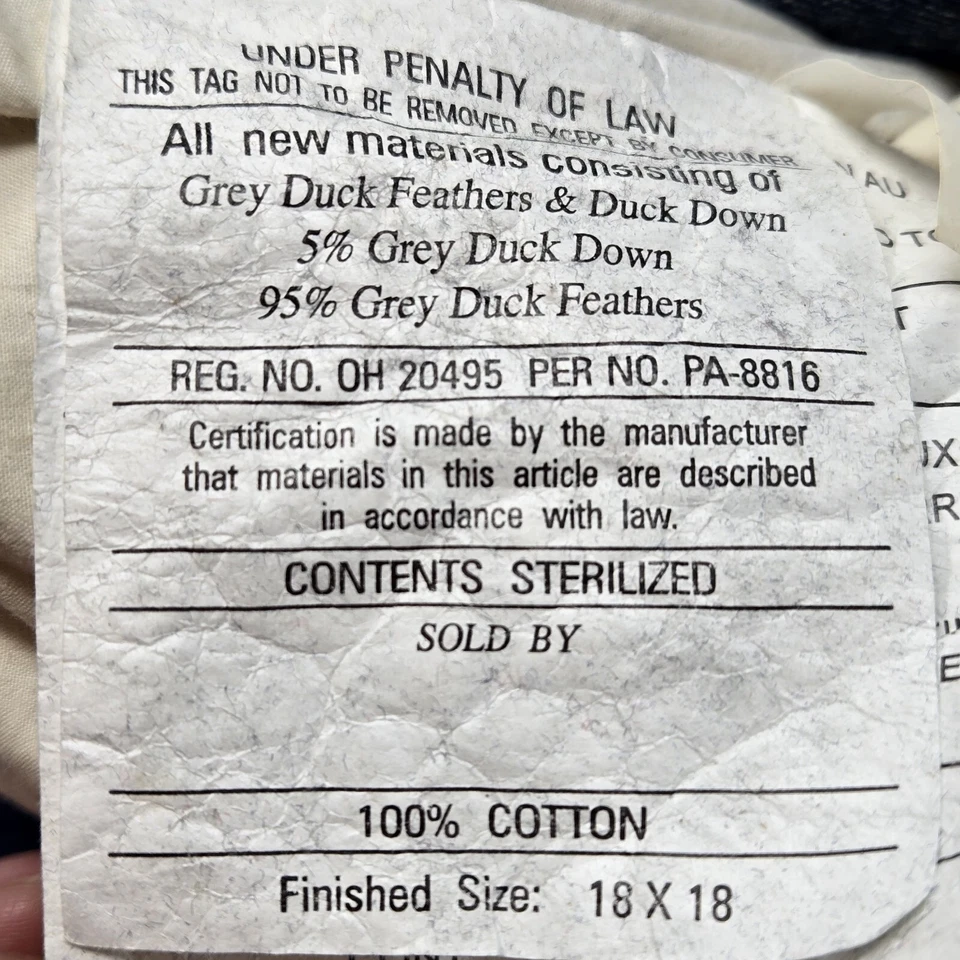 UNDER PENALTY OF LAW
THIS TAG NOT TO BE REMOVED EXCEPT BY CONSUMER
All new materials consisting of
Grey Duck Feathers & Duck Down
5% Grey Duck Down
95% Grey Duck Feathers
REG. NO. OH 20495 PER NO. PA-8816
Certification is made by the manufacturer
that materials in this article are described
in accordance with law.
CONTENTS STERILIZED
SOLD BY
100% COTTON
Finished Size: 18 X 18